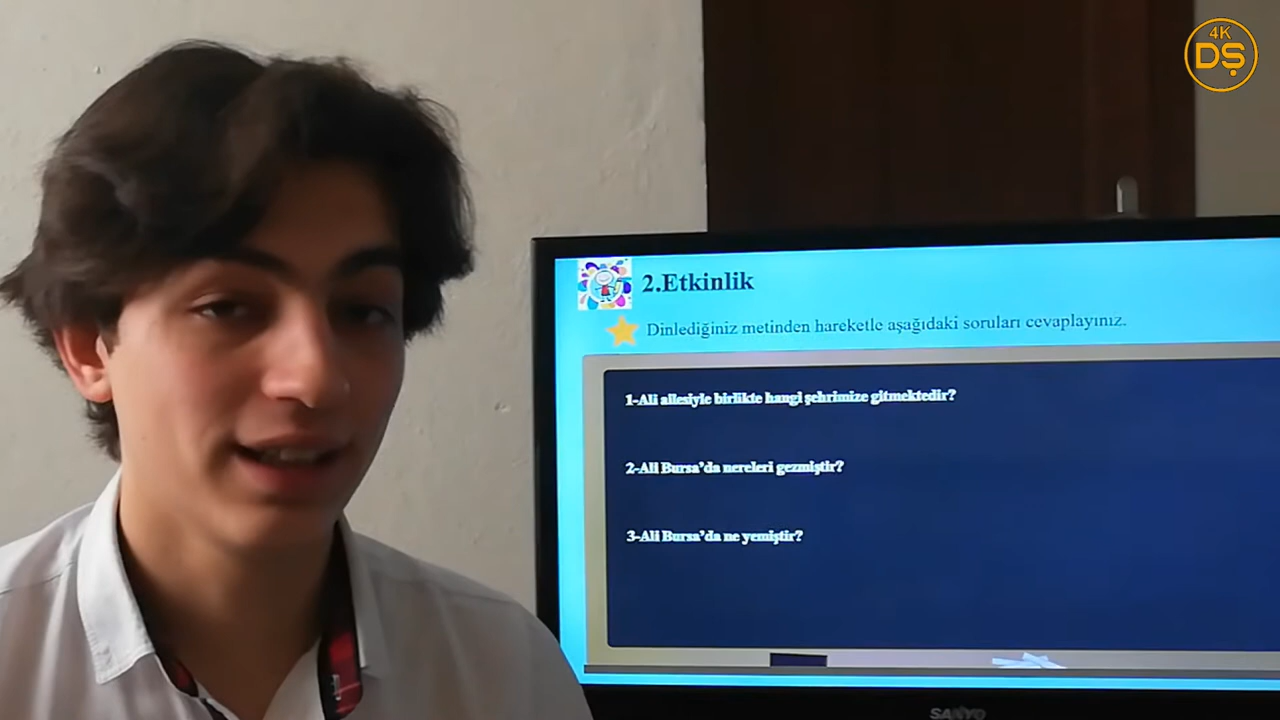 4K
DŞ
2.Etkinlik
Dinlediğiniz metinden hareketle aşağıdaki soruları cevaplayınız.
1-Ali ailesiyle birlikte hangi şehrimize gitmektedir?
2-Ali Bursa'da nereleri gezmiştir?
3-Ali Bursa'da ne yemiştir?
SANYO